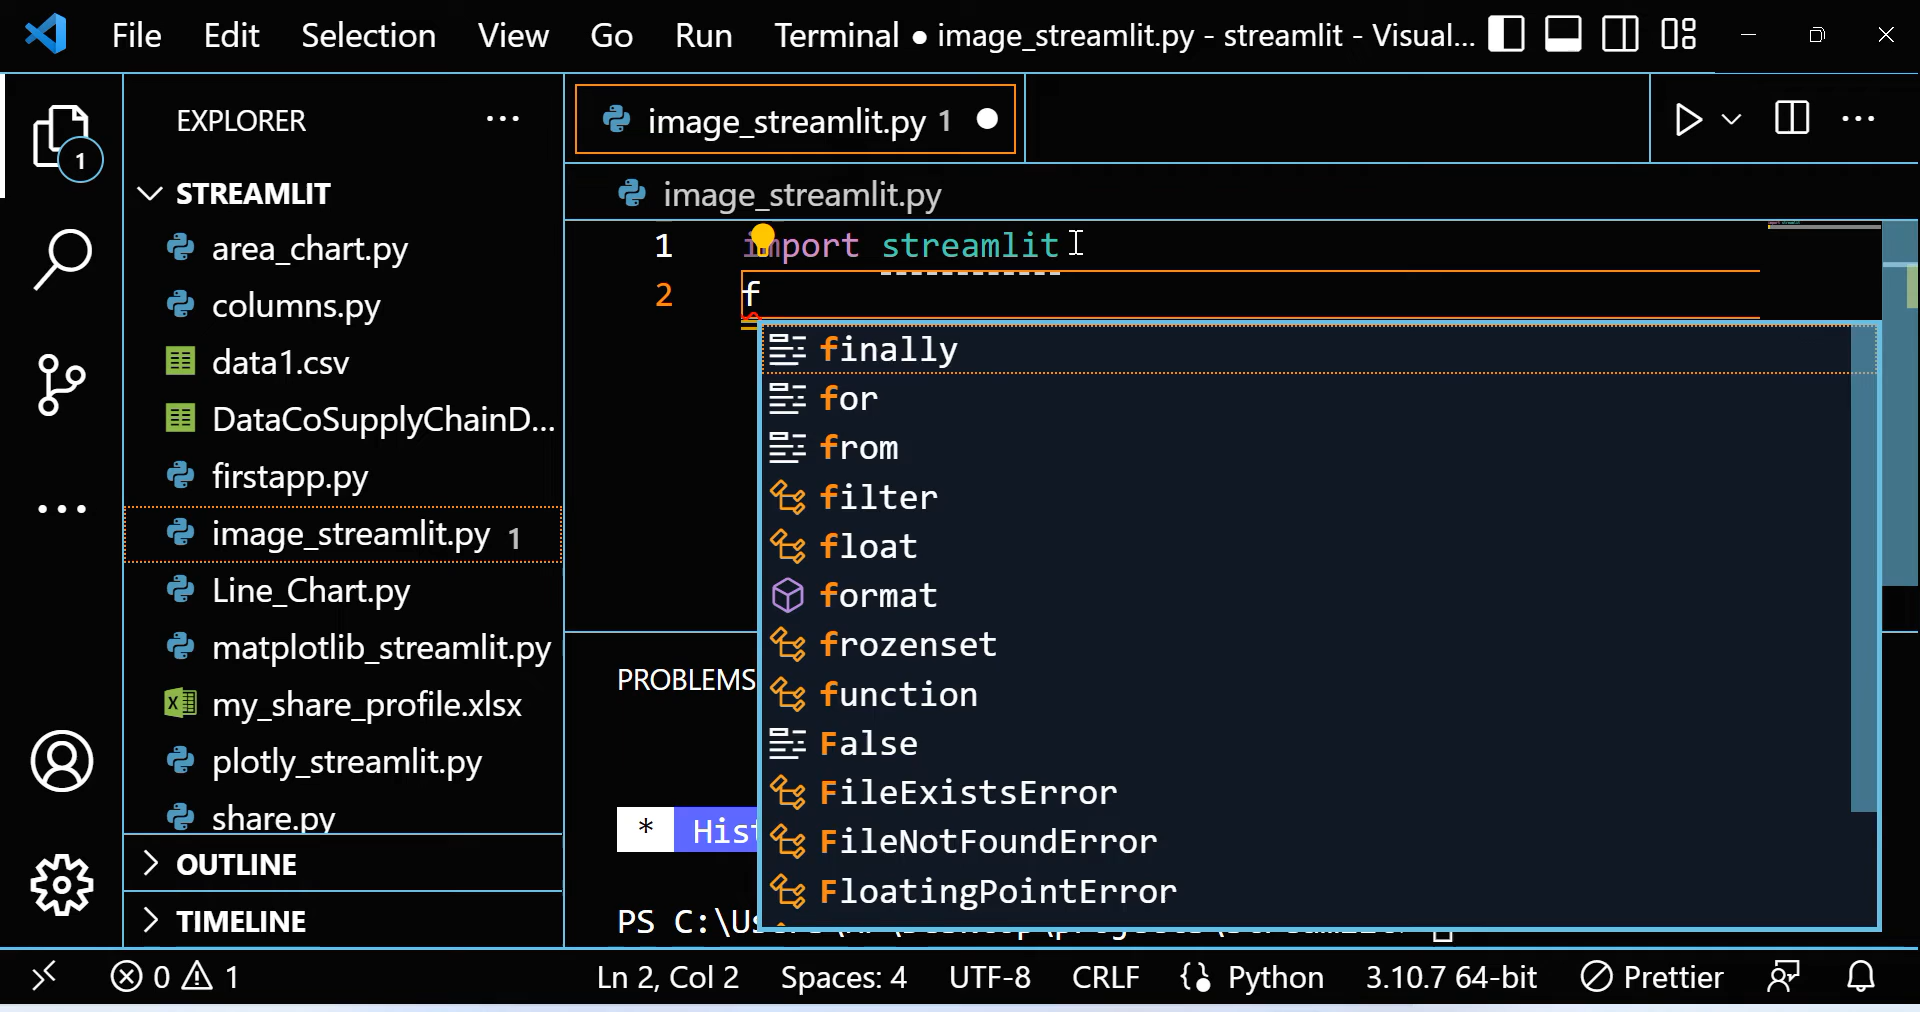 File Edit Selection View Go Run Terminal ● image_streamlit.py - streamlit - Visual...
1
EXPLORER ...
STREAMLIT
area_chart.py
columns.py
data1.csv
DataCoSupplyChainD...
firstapp.py
image_streamlit.py 1
Line_Chart.py
matplotlib_streamlit.py
my_share_profile.xlsx
plotly_streamlit.py
share.py
OUTLINE
TIMELINE
image_streamlit.py 1
image_streamlit.py
1 import streamlit
2 f
finally
for
from
filter
float
format
frozenset
function
False
FileExistsError
FileNotFoundError
FloatingPointError
PROBLEMS
* Hist
PS C:\Users
0 1 Ln 2, Col 2 Spaces: 4 UTF-8 CRLF {} Python 3.10.7 64-bit Prettier